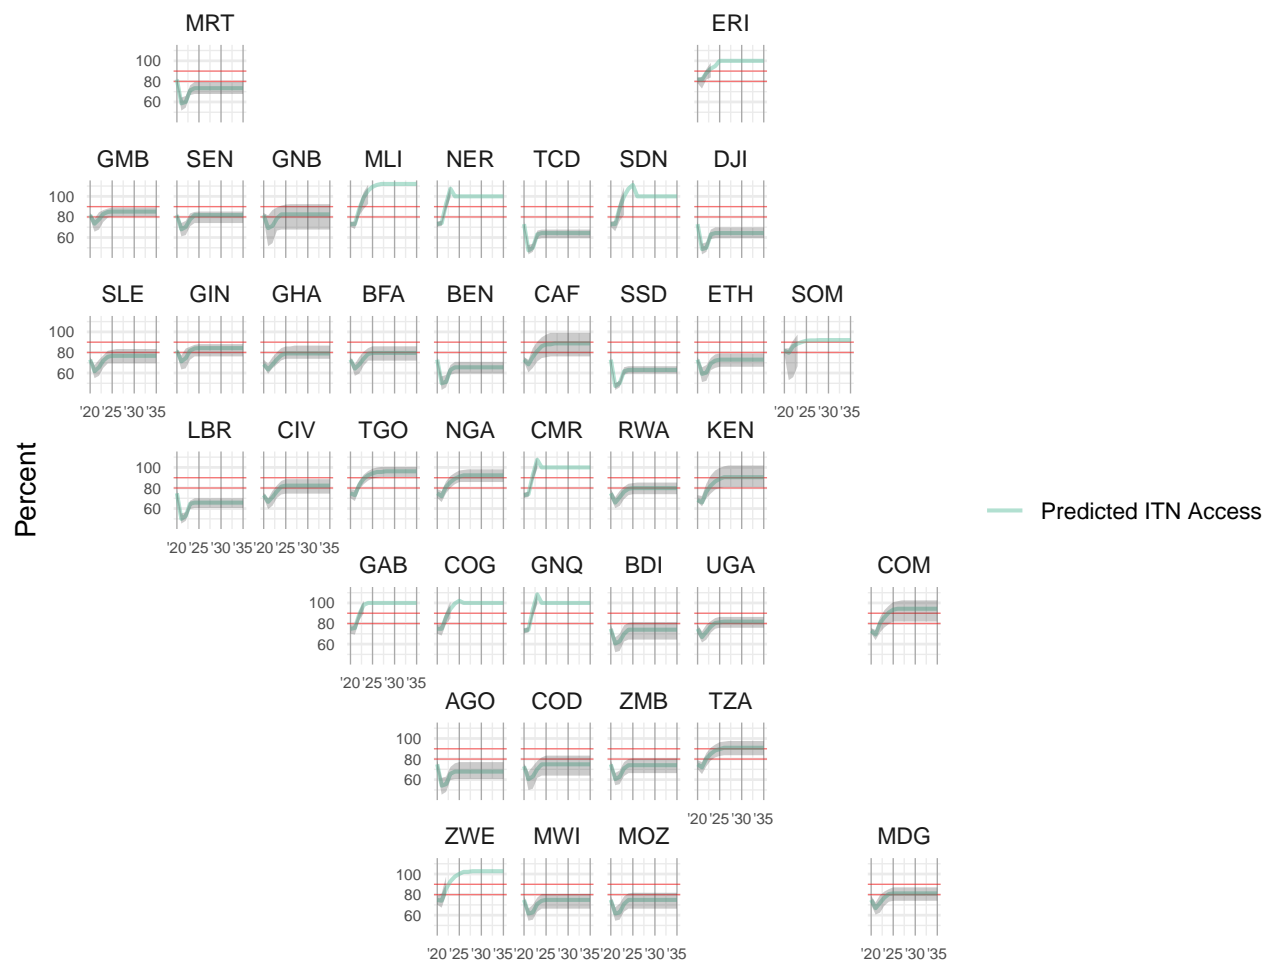 MRT ERI
100
80
60
GMB SEN GNB MLI NER TCD SDN DJI
100
80
60
SLE GIN GHA BFA BEN CAF SSD ETH SOM
100
80
60
'20 '25 '30 '35 '20 '25 '30 '35
LBR CIV TGO NGA CMR RWA KEN
100
80
60
'20 '25 '30 '35 '20 '25 '30 '35
Percent
Predicted ITN Access
GAB COG GNQ BDI UGA COM
100
80
60
'20 '25 '30 '35
AGO COD ZMB TZA
100
80
60
'20 '25 '30 '35
ZWE MWI MOZ MDG
100
80
60
'20 '25 '30 '35 '20 '25 '30 '35 '20 '25 '30 '35 '20 '25 '30 '35